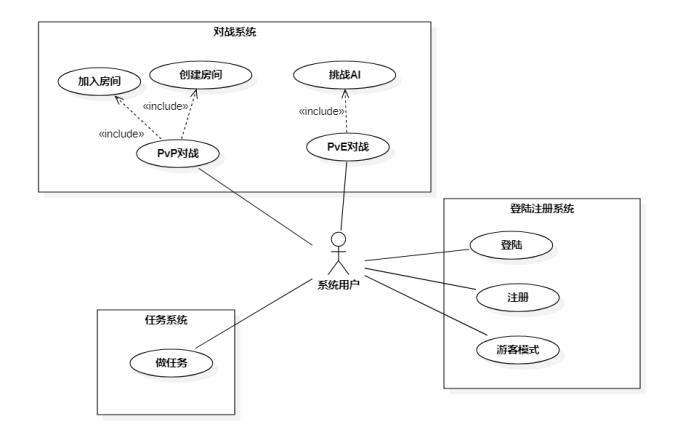 对战系统
加入房间
创建房间
挑战AI
«include»
«include»
«include»
PvP对战
PvE对战
登陆注册系统
登陆
系统用户
注册
任务系统
游客模式
做任务